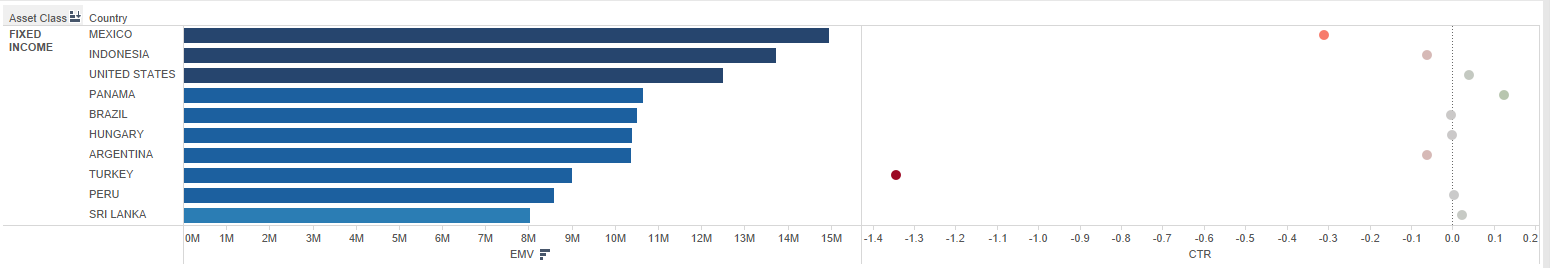 Asset Class Country
FIXED INCOME MEXICO
INDONESIA
UNITED STATES
PANAMA
BRAZIL
HUNGARY
ARGENTINA
TURKEY
PERU
SRI LANKA
0M 1M 2M 3M 4M 5M 6M 7M 8M 9M 10M 11M 12M 13M 14M 15M -1.4 -1.3 -1.2 -1.1 -1.0 -0.9 -0.8 -0.7 -0.6 -0.5 -0.4 -0.3 -0.2 -0.1 0.0 0.1 0.2
EMV CTR